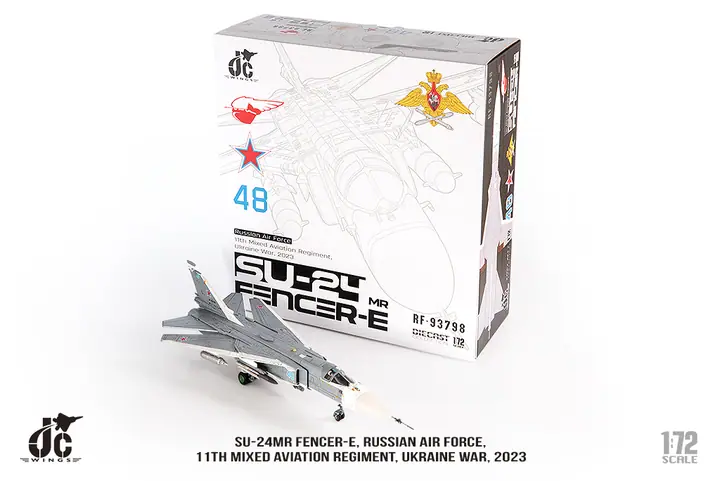 JC
WINGS
48
Russian Air Force
11th Mixed Aviation Regiment,
Ukraine War, 2023
SU-24 MR
FENCER-E
RF-93798
DIECAST 1:72
JC
WINGS
SU-24MR FENCER-E, RUSSIAN AIR FORCE,
11TH MIXED AVIATION REGIMENT, UKRAINE WAR, 2023
1:72
SCALE